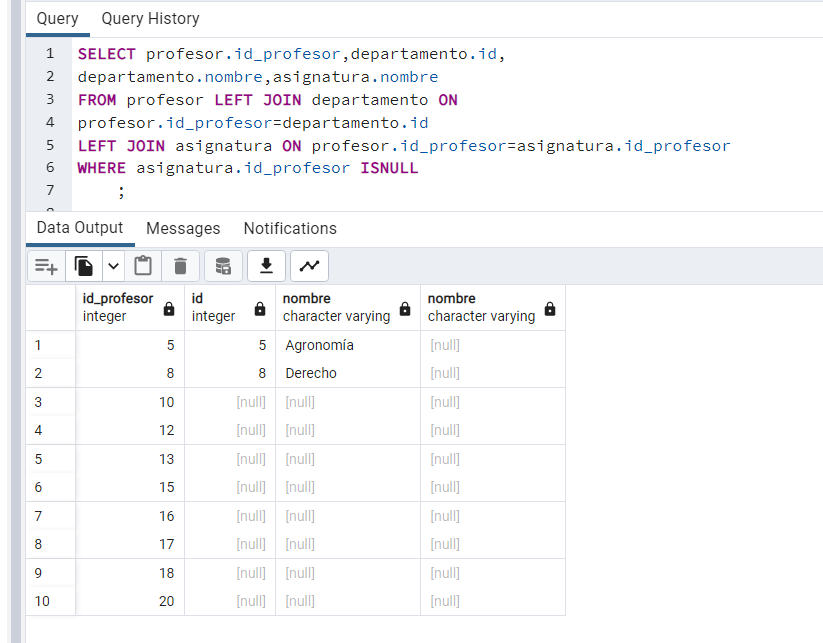 Query Query History
1 SELECT profesor.id_profesor,departamento.id,
2 departamento.nombre,asignatura.nombre
3 FROM profesor LEFT JOIN departamento ON
4 profesor.id_profesor=departamento.id
5 LEFT JOIN asignatura ON profesor.id_profesor=asignatura.id_profesor
6 WHERE asignatura.id_profesor ISNULL
7 ;
Data Output Messages Notifications
id_profesor id nombre nombre
integer integer character varying character varying
1 5 5 Agronomía [null]
2 8 8 Derecho [null]
3 10 [null] [null] [null]
4 12 [null] [null] [null]
5 13 [null] [null] [null]
6 15 [null] [null] [null]
7 16 [null] [null] [null]
8 17 [null] [null] [null]
9 18 [null] [null] [null]
10 20 [null] [null] [null]